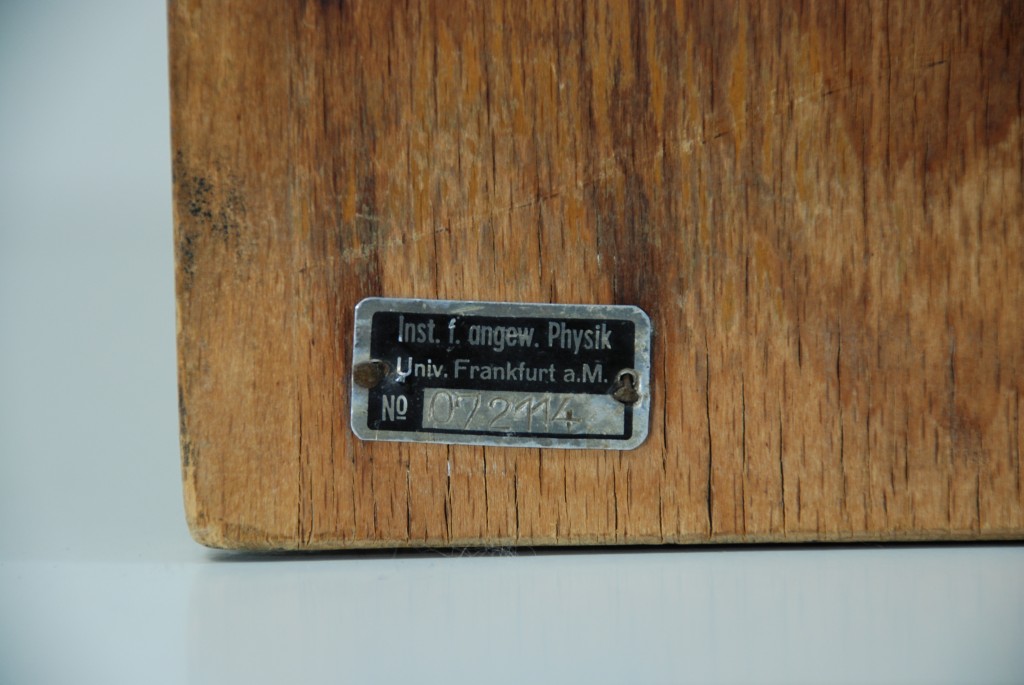 Inst. f. angew. Physik
Univ. Frankfurt a.M.
No 072114